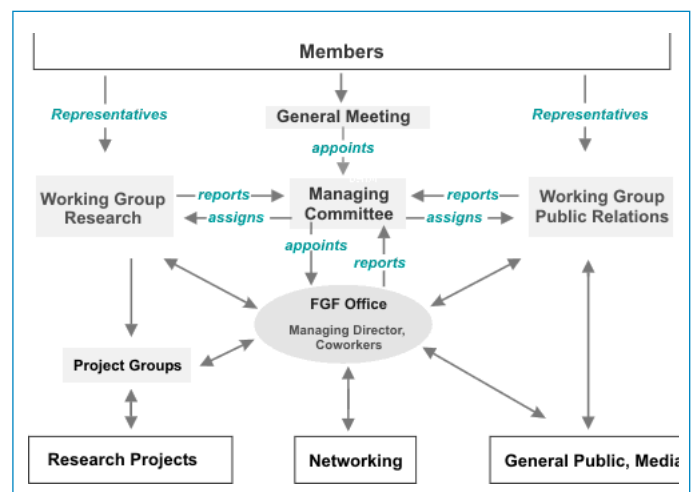 Members
Representatives
Representatives
General Meeting
appoints
Working Group
Research
reports
assigns
Managing
Committee
reports
assigns
Working Group
Public Relations
appoints
reports
FGF Office
Managing Director,
Coworkers
Project Groups
Research Projects
Networking
General Public, Media